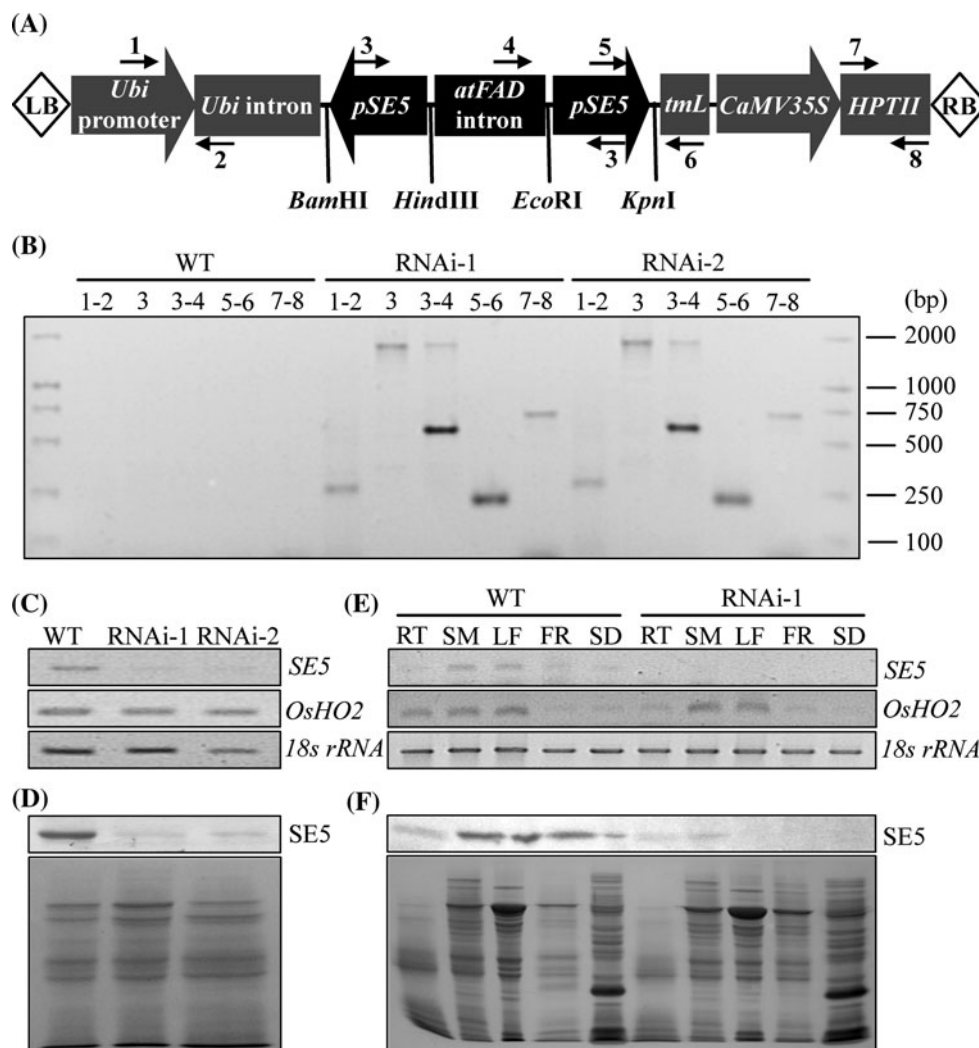 (A)
1 3 4 5 7
LB Ubi promoter Ubi intron pSE5 atFAD intron pSE5 tmL CaMV35S HPTII RB
2 3 6 8
BamHI HindIII EcoRI KpnI
(B)
WT RNAi-1 RNAi-2
1-2 3 3-4 5-6 7-8 1-2 3 3-4 5-6 7-8 1-2 3 3-4 5-6 7-8 (bp)
2000
1000
750
500
250
100
(C)
WT RNAi-1 RNAi-2
SE5
OsHO2
18s rRNA
(D)
SE5
(E)
WT RNAi-1
RT SM LF FR SD RT SM LF FR SD
SE5
OsHO2
18s rRNA
(F)
SE5